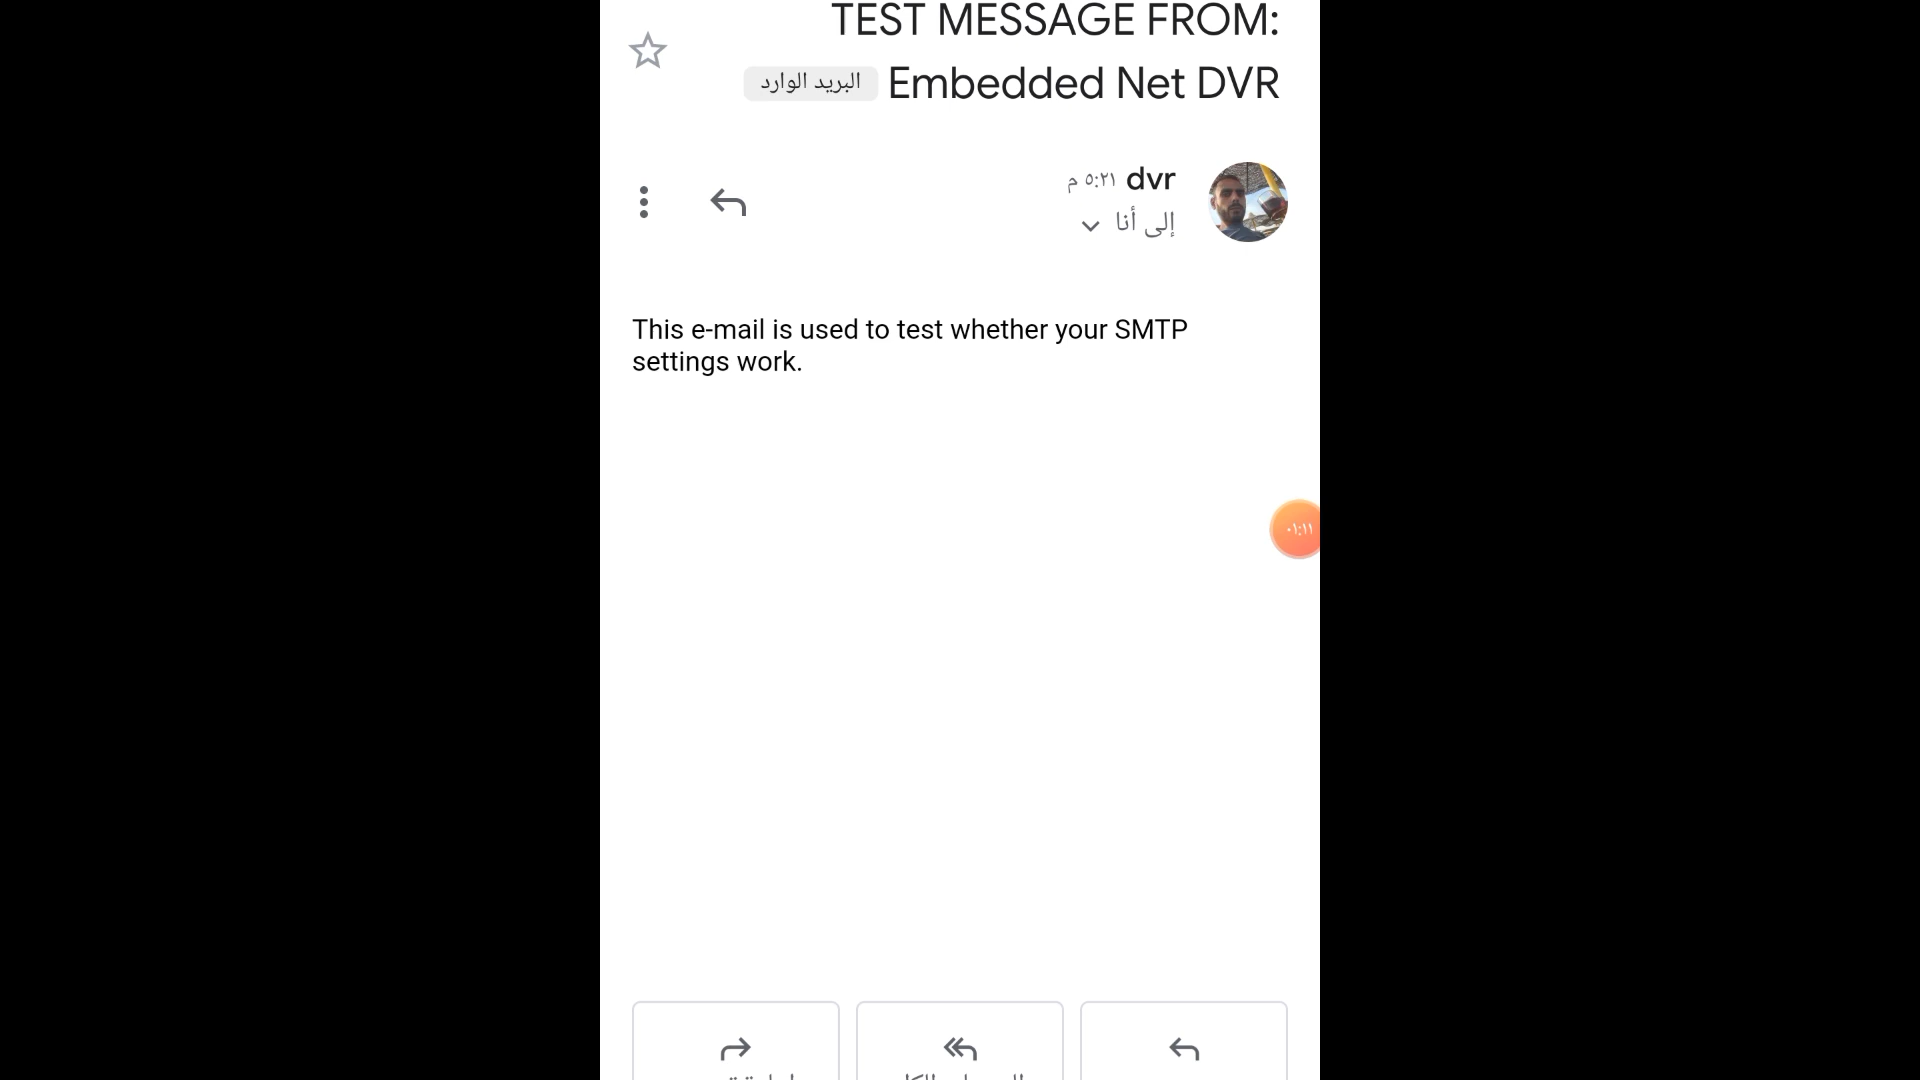 TEST MESSAGE FROM:
Embedded Net DVR البريد الوارد
dvr ٥:٢١ م
إلى أنا
This e-mail is used to test whether your SMTP
settings work.
٠١:١١